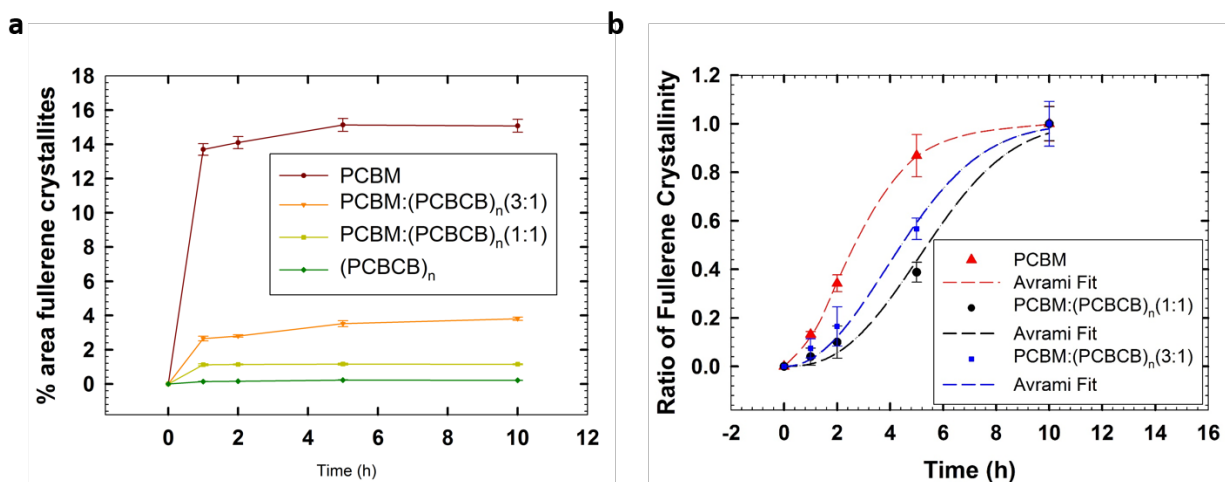 a
% area fullerene crystallites
16
14
12
10
8
6
4
2
0
PCBM
PCBM:(PCBCB)n(3:1)
PCBM:(PCBCB)n(1:1)
(PCBCB)n
0 2 4 6 8 10 12
Time (h)
b
Ratio of Fullerene Crystallinity
1.2
1.0
0.8
0.6
0.4
0.2
0.0
PCBM
Avrami Fit
PCBM:(PCBCB)n(1:1)
Avrami Fit
PCBM:(PCBCB)n(3:1)
Avrami Fit
-2 0 2 4 6 8 10 12 14 16
Time (h)